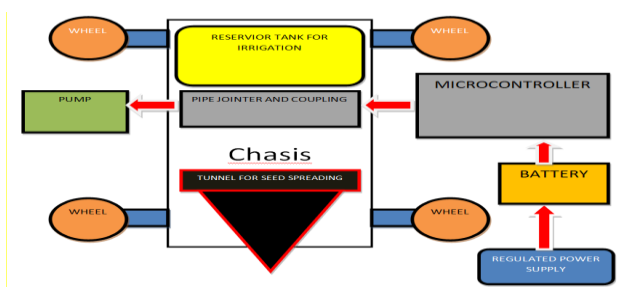 WHEEL
RESERVIOR TANK FOR
IRRIGATION
WHEEL
MICROCONTROLLER
PUMP
PIPE JOINTER AND COUPLING
Chasis
TUNNEL FOR SEED SPREADING
BATTERY
WHEEL
WHEEL
REGULATED POWER
SUPPLY